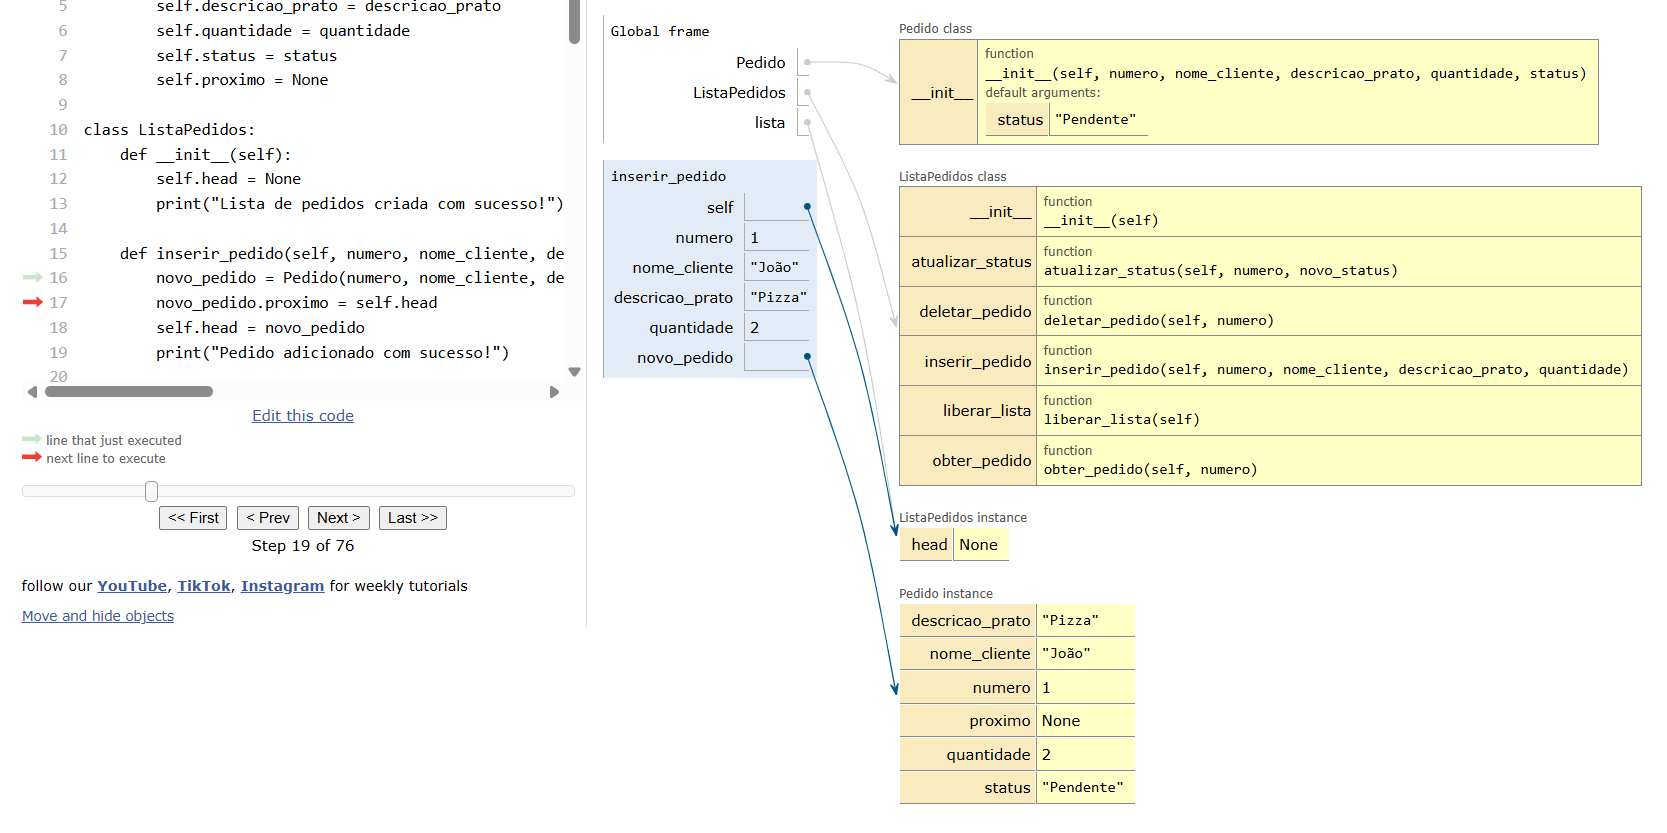 5 self.descricao_prato = descricao_prato
6 self.quantidade = quantidade
7 self.status = status
8 self.proximo = None
9
10 class ListaPedidos:
11 def __init__(self):
12 self.head = None
13 print("Lista de pedidos criada com sucesso!")
14
15 def inserir_pedido(self, numero, nome_cliente, de
16 novo_pedido = Pedido(numero, nome_cliente, de
17 novo_pedido.proximo = self.head
18 self.head = novo_pedido
19 print("Pedido adicionado com sucesso!")
20
Edit this code
line that just executed
next line to execute
<< First < Prev Next > Last >>
Step 19 of 76
follow our YouTube, TikTok, Instagram for weekly tutorials
Move and hide objects
Global frame
Pedido
ListaPedidos
lista
inserir_pedido
self
numero 1
nome_cliente "João"
descricao_prato "Pizza"
quantidade 2
novo_pedido
Pedido class
__init__
function
__init__(self, numero, nome_cliente, descricao_prato, quantidade, status)
default arguments:
status "Pendente"
ListaPedidos class
__init__
function
__init__(self)
atualizar_status
function
atualizar_status(self, numero, novo_status)
deletar_pedido
function
deletar_pedido(self, numero)
inserir_pedido
function
inserir_pedido(self, numero, nome_cliente, descricao_prato, quantidade)
liberar_lista
function
liberar_lista(self)
obter_pedido
function
obter_pedido(self, numero)
ListaPedidos instance
head None
Pedido instance
descricao_prato "Pizza"
nome_cliente "João"
numero 1
proximo None
quantidade 2
status "Pendente"